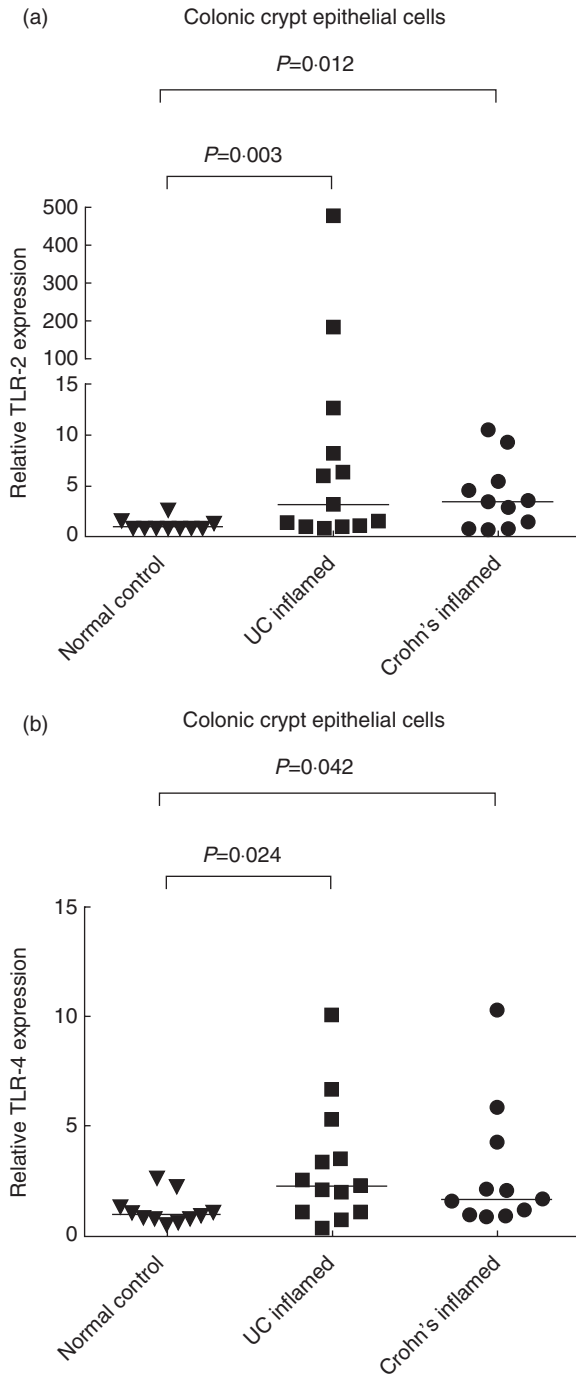 (a) Colonic crypt epithelial cells
P=0·012
P=0·003
500
400
300
200
100
15
10
5
0
Relative TLR-2 expression
Normal control
UC inflamed
Crohn's inflamed
(b) Colonic crypt epithelial cells
P=0·042
P=0·024
15
10
5
0
Relative TLR-4 expression
Normal control
UC inflamed
Crohn's inflamed